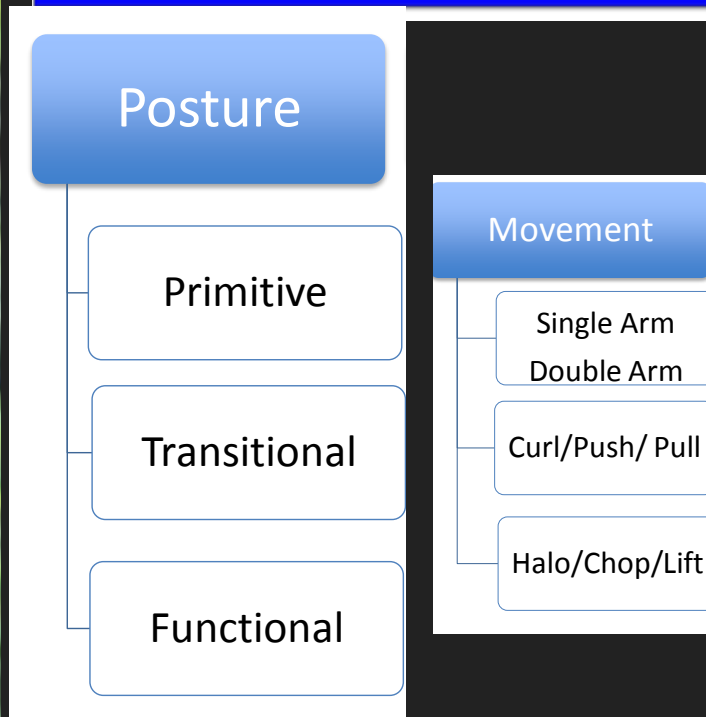 Posture
Primitive
Transitional
Functional
Movement
Single Arm
Double Arm
Curl/Push/ Pull
Halo/Chop/Lift